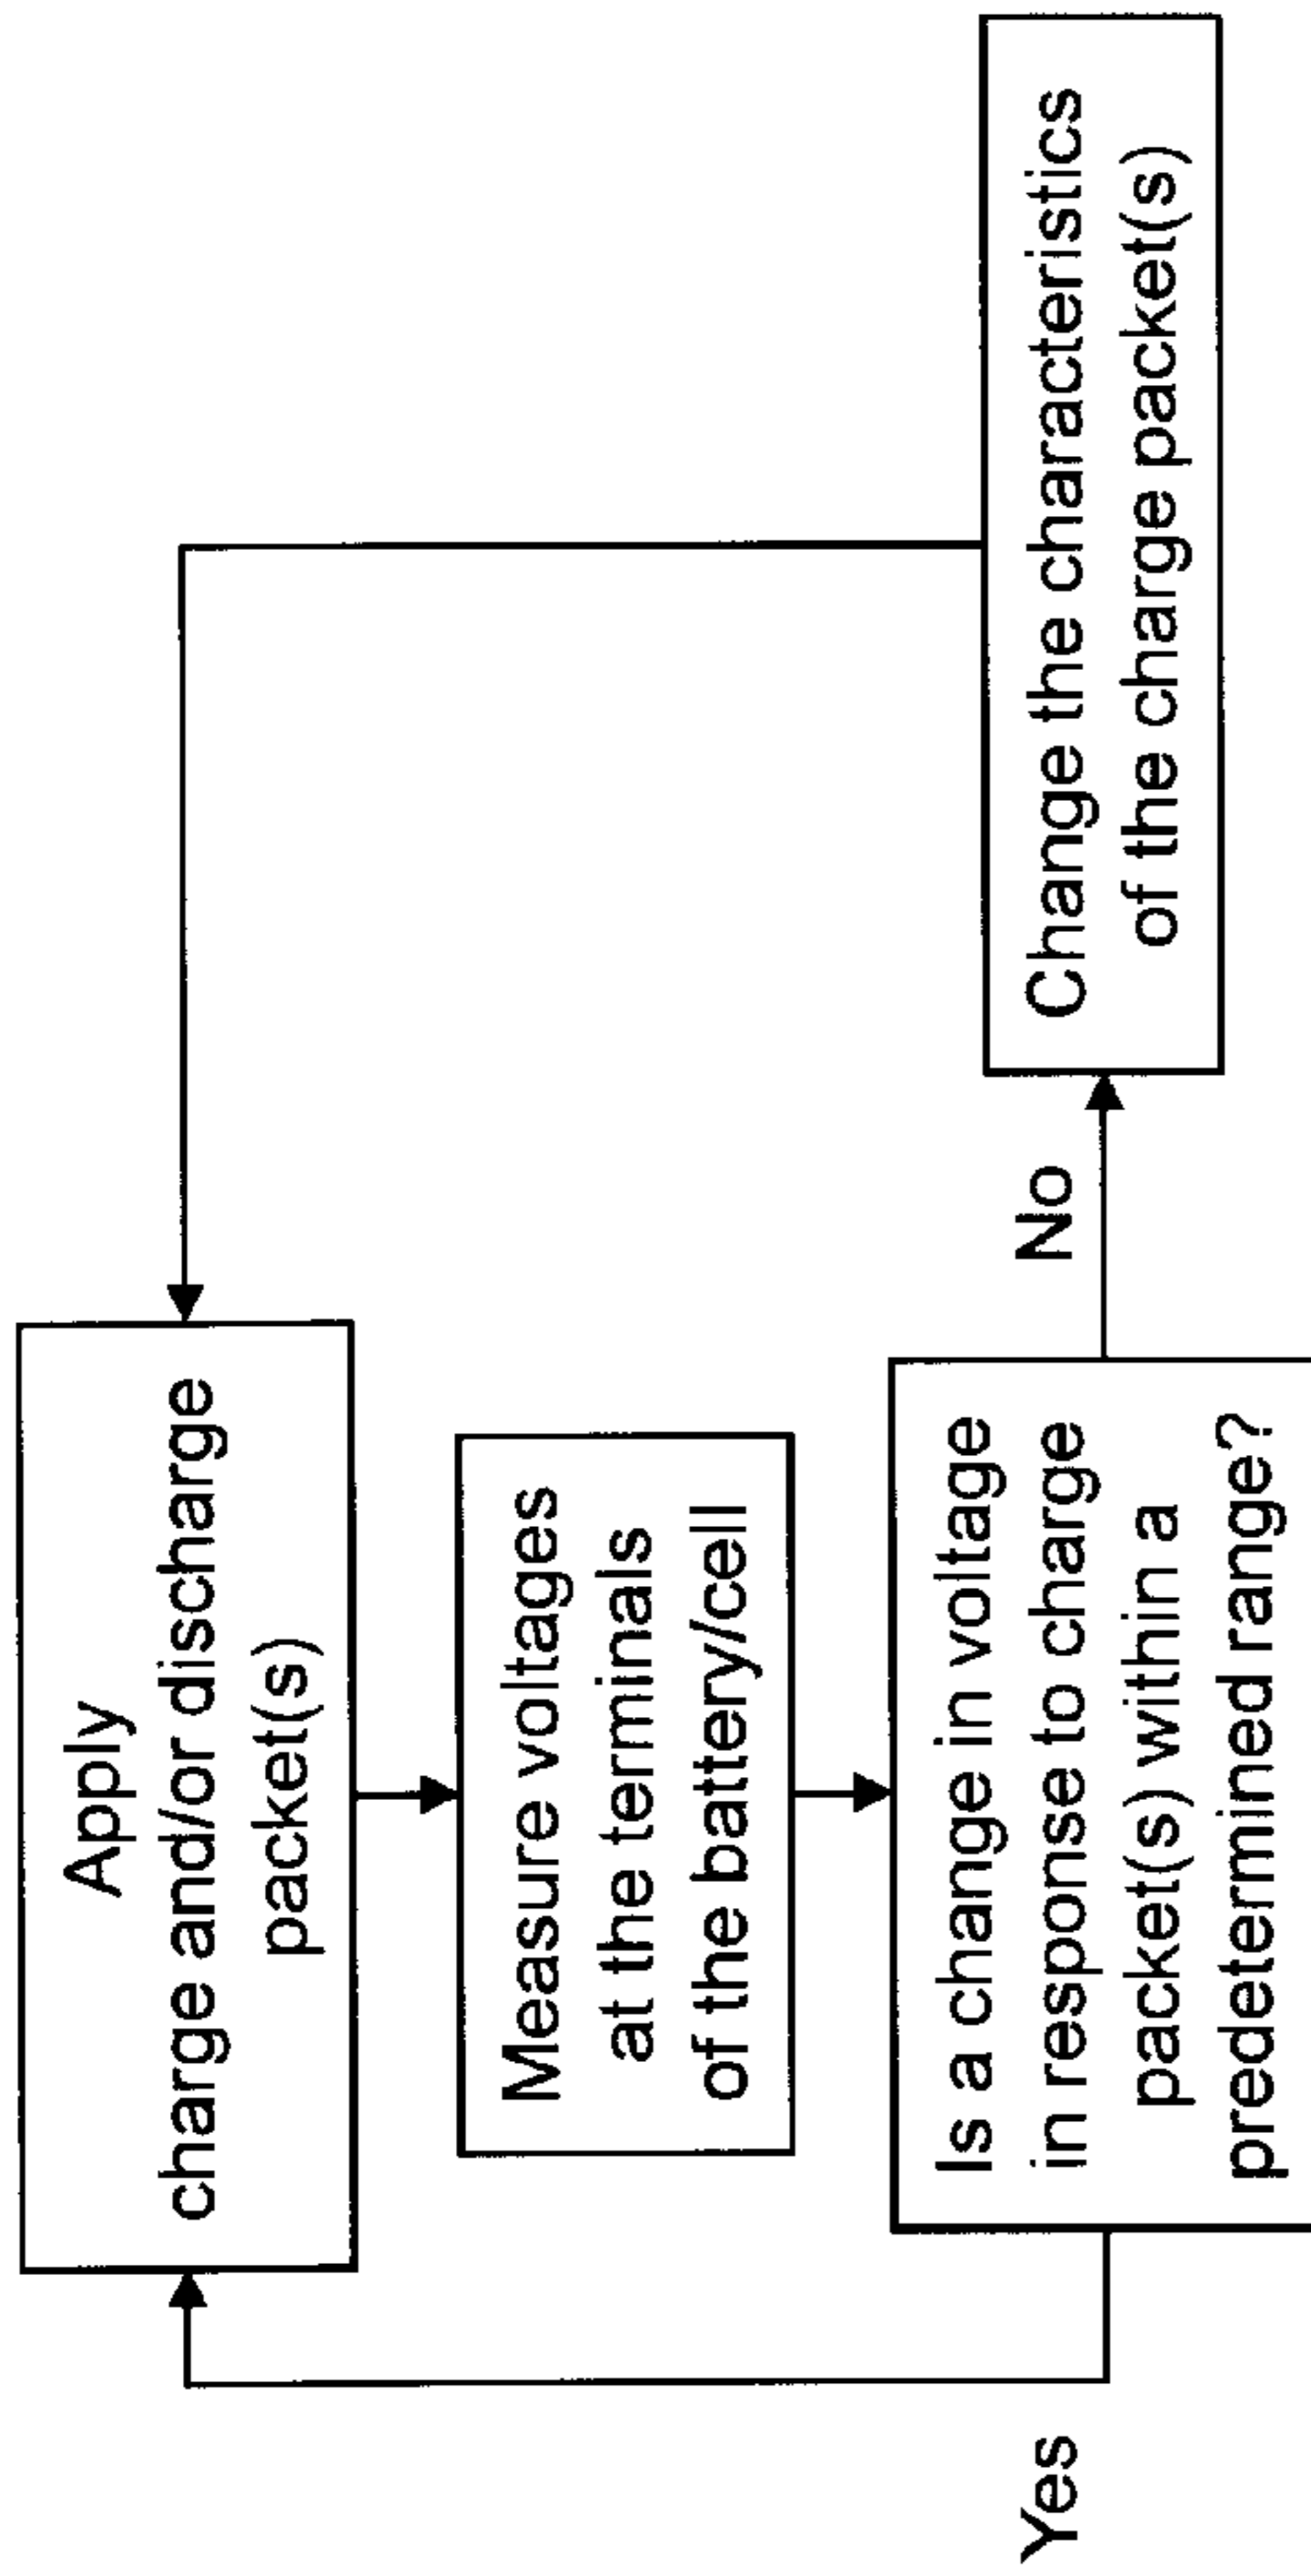 Apply
charge and/or discharge
packet(s)
Measure voltages
at the terminals
of the battery/cell
Is a change in voltage
in response to charge
packet(s) within a
predetermined range?
Yes
No
Change the characteristics
of the charge packet(s)